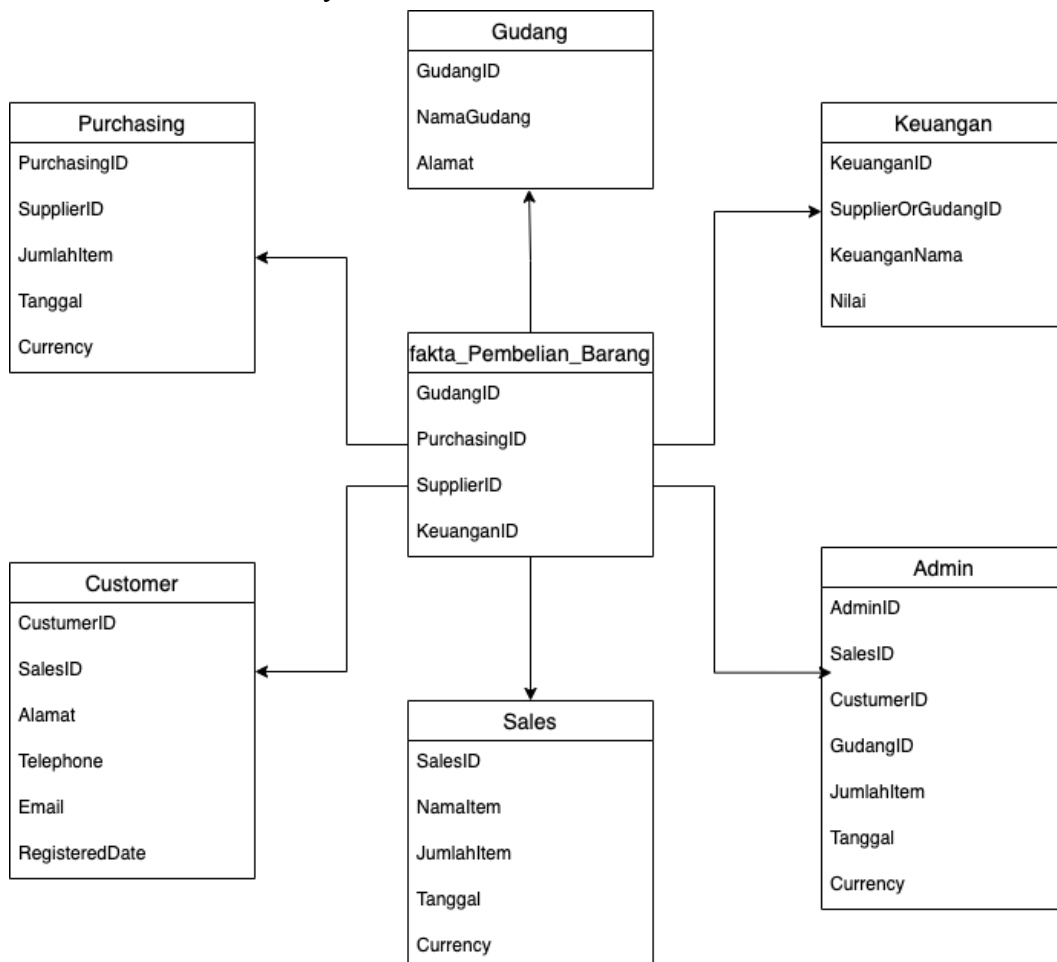 Gudang
GudangID
NamaGudang
Alamat
Purchasing
PurchasingID
SupplierID
JumlahItem
Tanggal
Currency
Keuangan
KeuanganID
SupplierOrGudangID
KeuanganNama
Nilai
fakta_Pembelian_Barang
GudangID
PurchasingID
SupplierID
KeuanganID
Customer
CustumerID
SalesID
Alamat
Telephone
Email
RegisteredDate
Sales
SalesID
NamaItem
JumlahItem
Tanggal
Currency
Admin
AdminID
SalesID
CustumerID
GudangID
JumlahItem
Tanggal
Currency